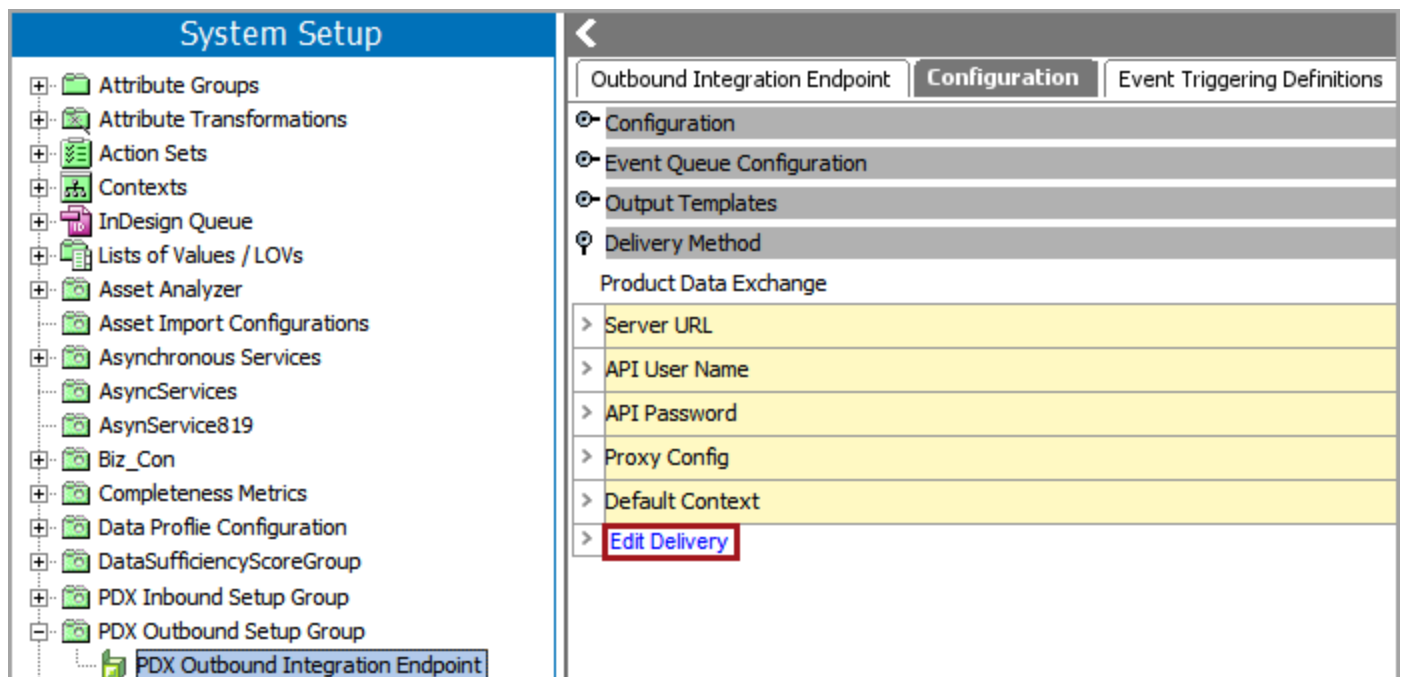 System Setup
Attribute Groups
Attribute Transformations
Action Sets
Contexts
InDesign Queue
Lists of Values / LOVs
Asset Analyzer
Asset Import Configurations
Asynchronous Services
AsyncServices
AsynService819
Biz_Con
Completeness Metrics
Data Proflie Configuration
DataSufficiencyScoreGroup
PDX Inbound Setup Group
PDX Outbound Setup Group
PDX Outbound Integration Endpoint
Outbound Integration Endpoint Configuration Event Triggering Definitions
Configuration
Event Queue Configuration
Output Templates
Delivery Method
Product Data Exchange
Server URL
API User Name
API Password
Proxy Config
Default Context
Edit Delivery